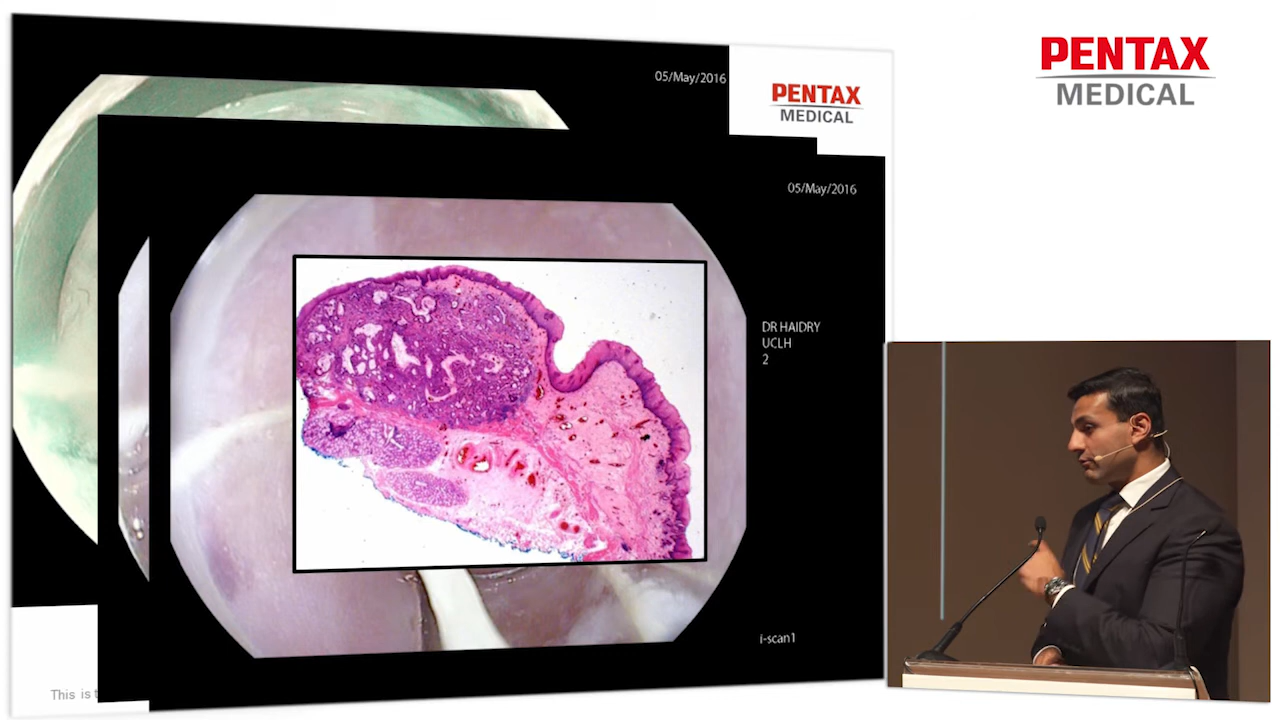 05/May/2016
PENTAX
MEDICAL
PENTAX
MEDICAL
05/May/2016
DR HAIDRY
UCLH
2
i-scan1
This is